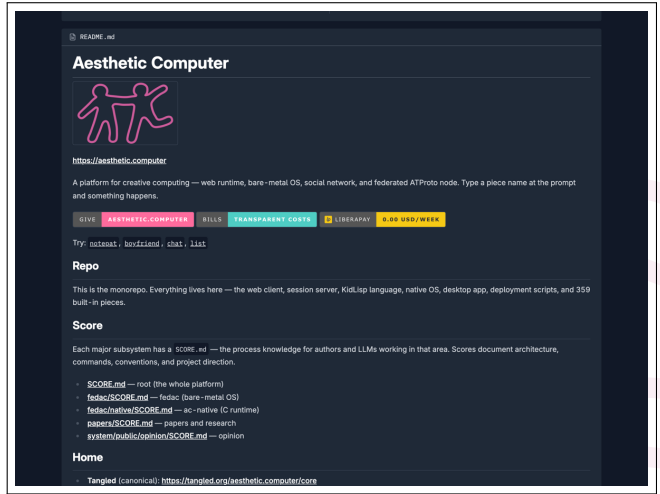 README.md
Aesthetic Computer
https://aesthetic.computer
A platform for creative computing — web runtime, bare-metal OS, social network, and federated ATProto node. Type a piece name at the prompt
and something happens.
GIVE AESTHETIC.COMPUTER BILLS TRANSPARENT COSTS LIBERAPAY 0.00 USD/WEEK
Try: notepat, boyfriend, chat, list
Repo
This is the monorepo. Everything lives here — the web client, session server, KidLisp language, native OS, desktop app, deployment scripts, and 359
built-in pieces.
Score
Each major subsystem has a SCORE.md — the process knowledge for authors and LLMs working in that area. Scores document architecture,
commands, conventions, and project direction.
SCORE.md — root (the whole platform)
fedac/SCORE.md — fedac (bare-metal OS)
fedac/native/SCORE.md — ac-native (C runtime)
papers/SCORE.md — papers and research
system/public/opinion/SCORE.md — opinion
Home
Tangled (canonical): https://tangled.org/aesthetic.computer/core